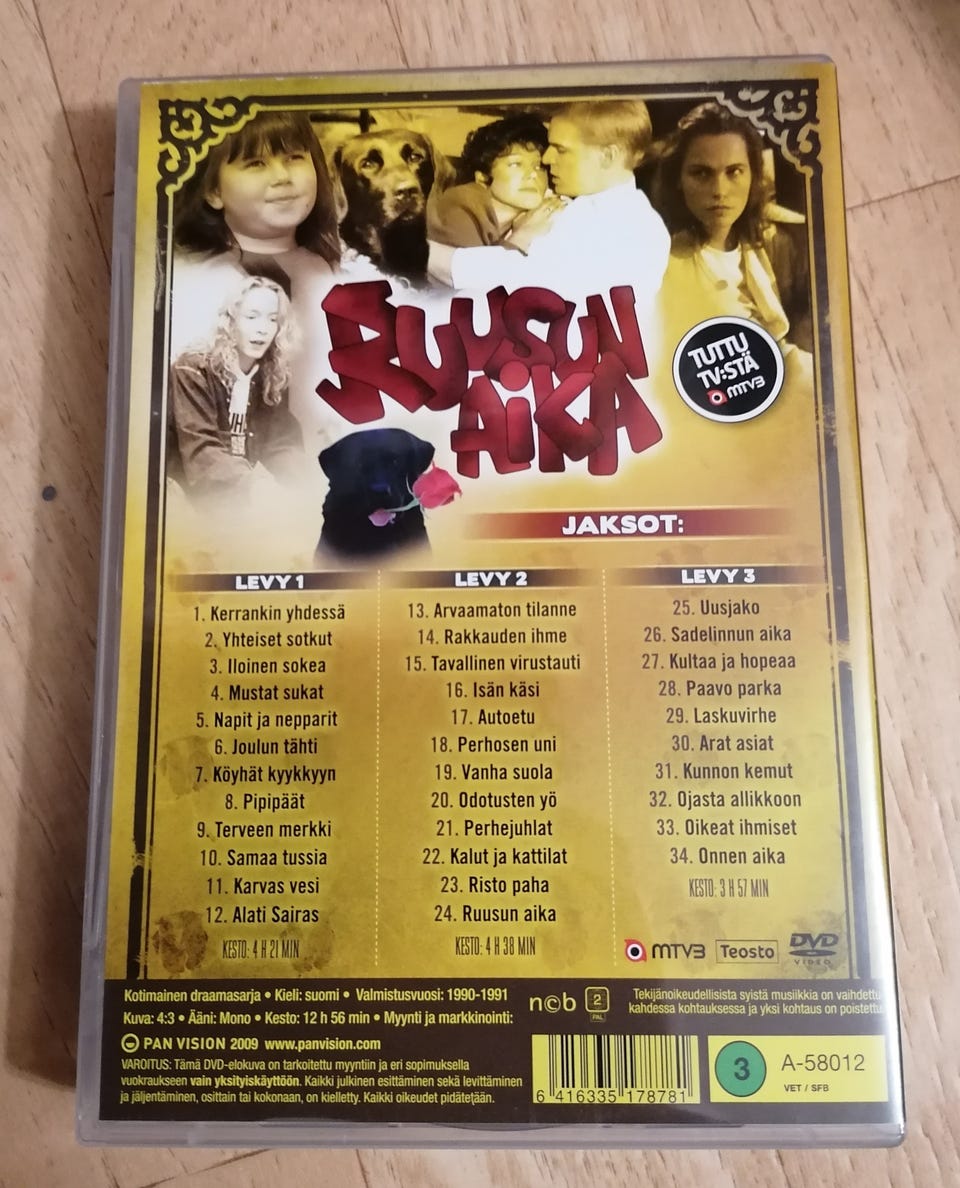 RUUSUN
AIKA
TUTTU
TV:STÄ
MTV3
JAKSOT:
LEVY 1
1. Kerrankin yhdessä
2. Yhteiset sotkut
3. Iloinen sokea
4. Mustat sukat
5. Napit ja nepparit
6. Joulun tähti
7. Köyhät kyykkyyn
8. Pipipäät
9. Terveen merkki
10. Samaa tussia
11. Karvas vesi
12. Alati Sairas
KESTO: 4 H 21 MIN
LEVY 2
13. Arvaamaton tilanne
14. Rakkauden ihme
15. Tavallinen virustauti
16. Isän käsi
17. Autoetu
18. Perhosen uni
19. Vanha suola
20. Odotusten yö
21. Perhejuhlat
22. Kalut ja kattilat
23. Risto paha
24. Ruusun aika
KESTO: 4 H 38 MIN
LEVY 3
25. Uusjako
26. Sadelinnun aika
27. Kultaa ja hopeaa
28. Paavo parka
29. Laskuvirhe
30. Arat asiat
31. Kunnon kemut
32. Ojasta allikkoon
33. Oikeat ihmiset
34. Onnen aika
KESTO: 3 H 57 MIN
MTV3 Teosto DVD
VIDEO
Kotimainen draamasarja • Kieli: suomi • Valmistusvuosi: 1990-1991
Kuva: 4:3 • Ääni: Mono • Kesto: 12 h 56 min • Myynti ja markkinointi:
PAN VISION 2009 www.panvision.com
VAROITUS: Tämä DVD-elokuva on tarkoitettu myyntiin ja eri sopimuksella
vuokraukseen vain yksityiskäyttöön. Kaikki julkinen esittäminen sekä levittäminen
ja jäljentäminen, osittain tai kokonaan, on kielletty. Kaikki oikeudet pidätetään.
n©b 2
PAL
Tekijänoikeudellisista syistä musiikkia on vaihdettu
kahdessa kohtauksessa ja yksi kohtaus on poistettu
6 416335 178781
3 A-58012
VET / SFB